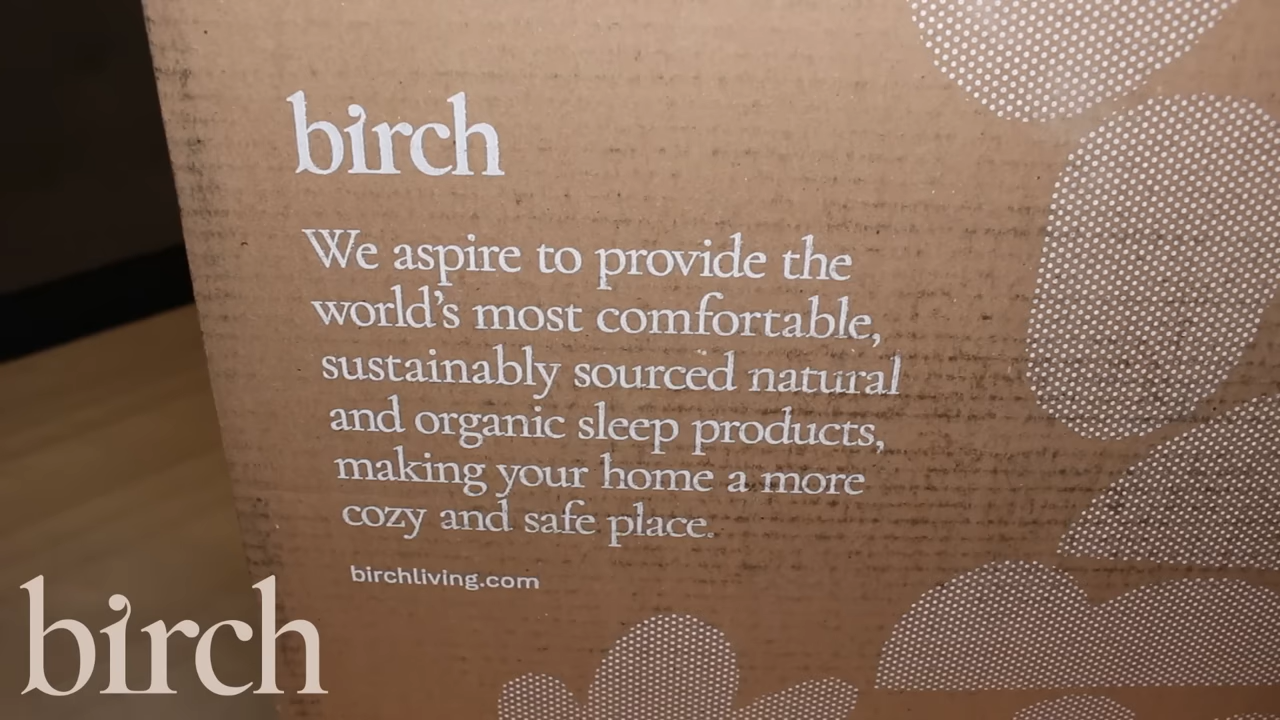 birch
We aspire to provide the
world's most comfortable,
sustainably sourced natural
and organic sleep products,
making your home a more
cozy and safe place.
birchliving.com
birch